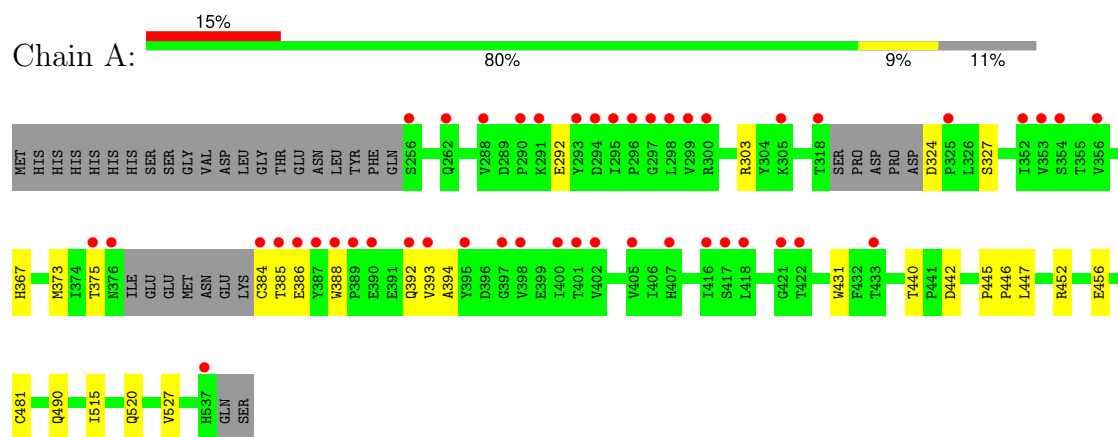 15%
Chain A:
80% 9% 11%
MET HIS HIS HIS HIS HIS HIS SER SER GLY VAL ASP LEU GLY THR GLU ASN LEU TYR PHE GLN S256 Q262 V288 D289 P290 K291 E292 Y293 D294 I295 P296 G297 L298 V299 R300 R303 Y304 K305 T318 SER PRO ASP PRO ASP D324 P325 L326 S327 I352 V353 S354 T355 V356
H367 M373 I374 T375 N376 ILE GLU GLU MET ASN GLU LYS C384 T385 E386 Y387 W388 P389 E390 E391 Q392 V393 A394 Y395 D396 G397 V398 E399 I400 T401 V402 V405 I406 H407 I416 S417 L418 G421 T422 W431 F432 T433 T440 P441 D442 P445 P446 L447 R452 E456
C481 Q490 I515 Q520 V527 H537 GLN SER